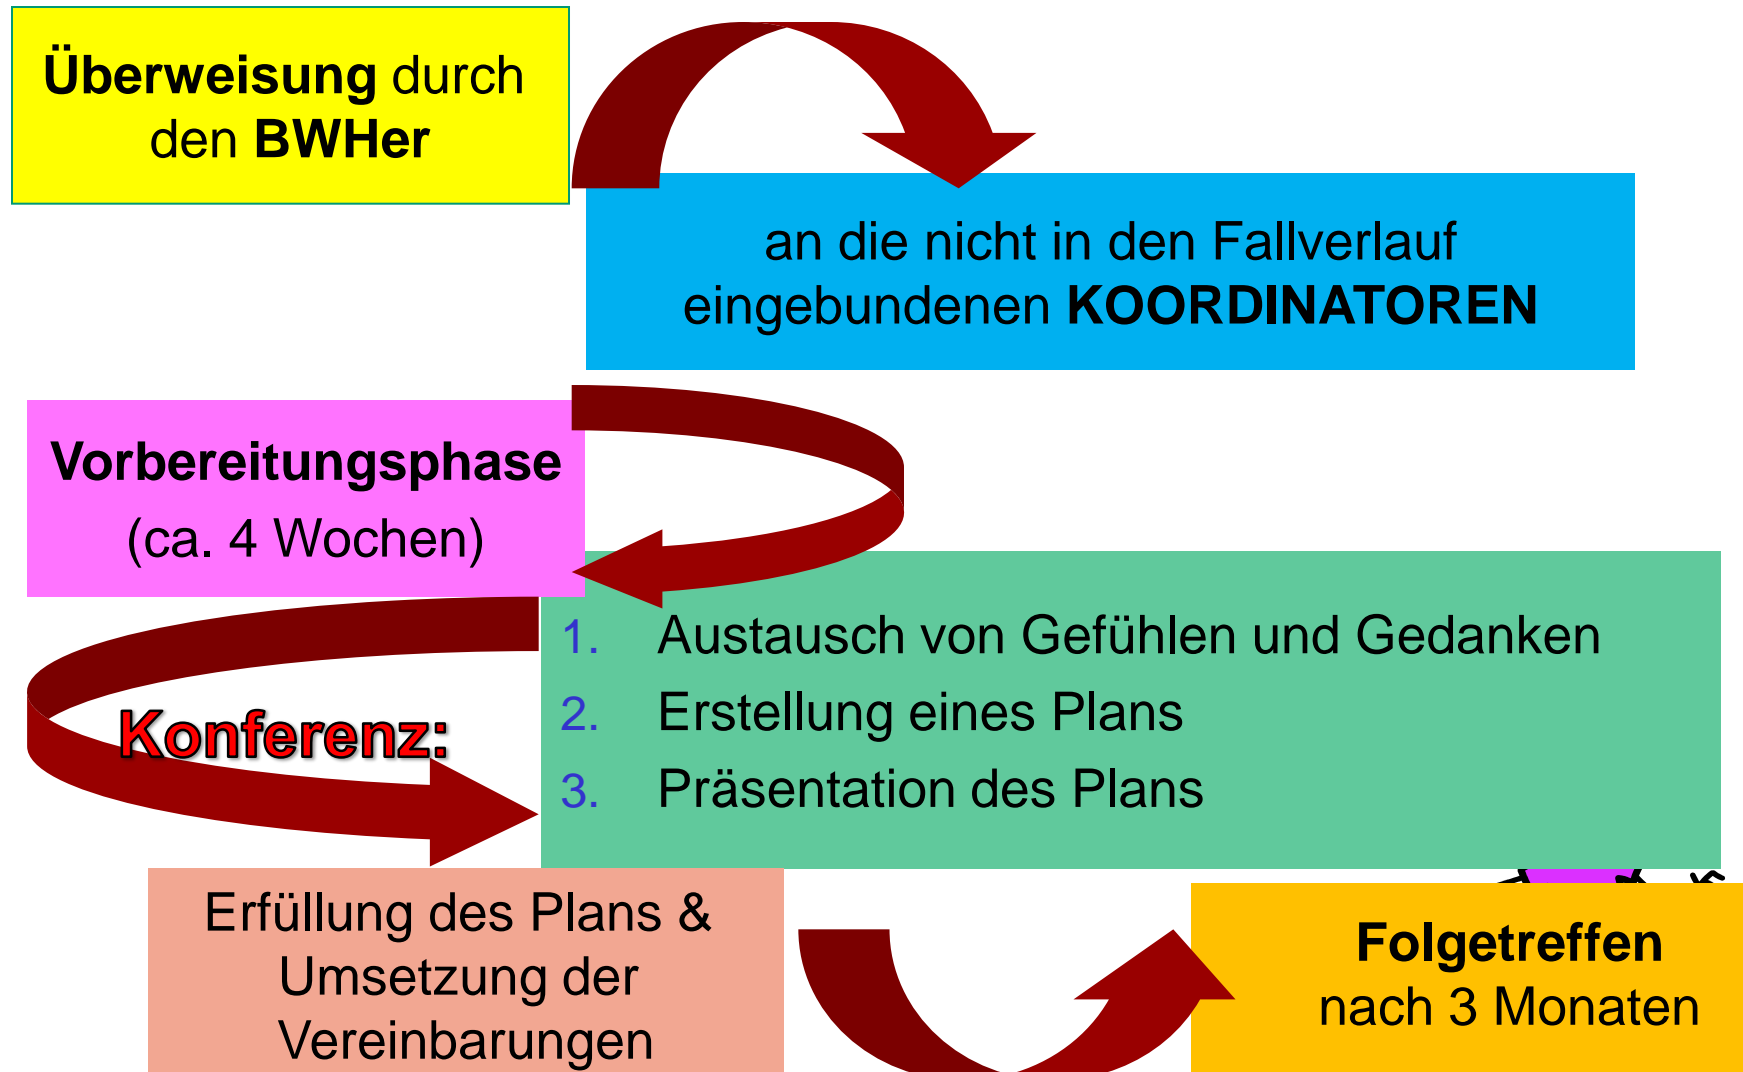 Überweisung durch
den BWHer
an die nicht in den Fallverlauf
eingebundenen KOORDINATOREN
Vorbereitungsphase
(ca. 4 Wochen)
Konferenz:
1. Austausch von Gefühlen und Gedanken
2. Erstellung eines Plans
3. Präsentation des Plans
Erfüllung des Plans &
Umsetzung der
Vereinbarungen
Folgetreffen
nach 3 Monaten